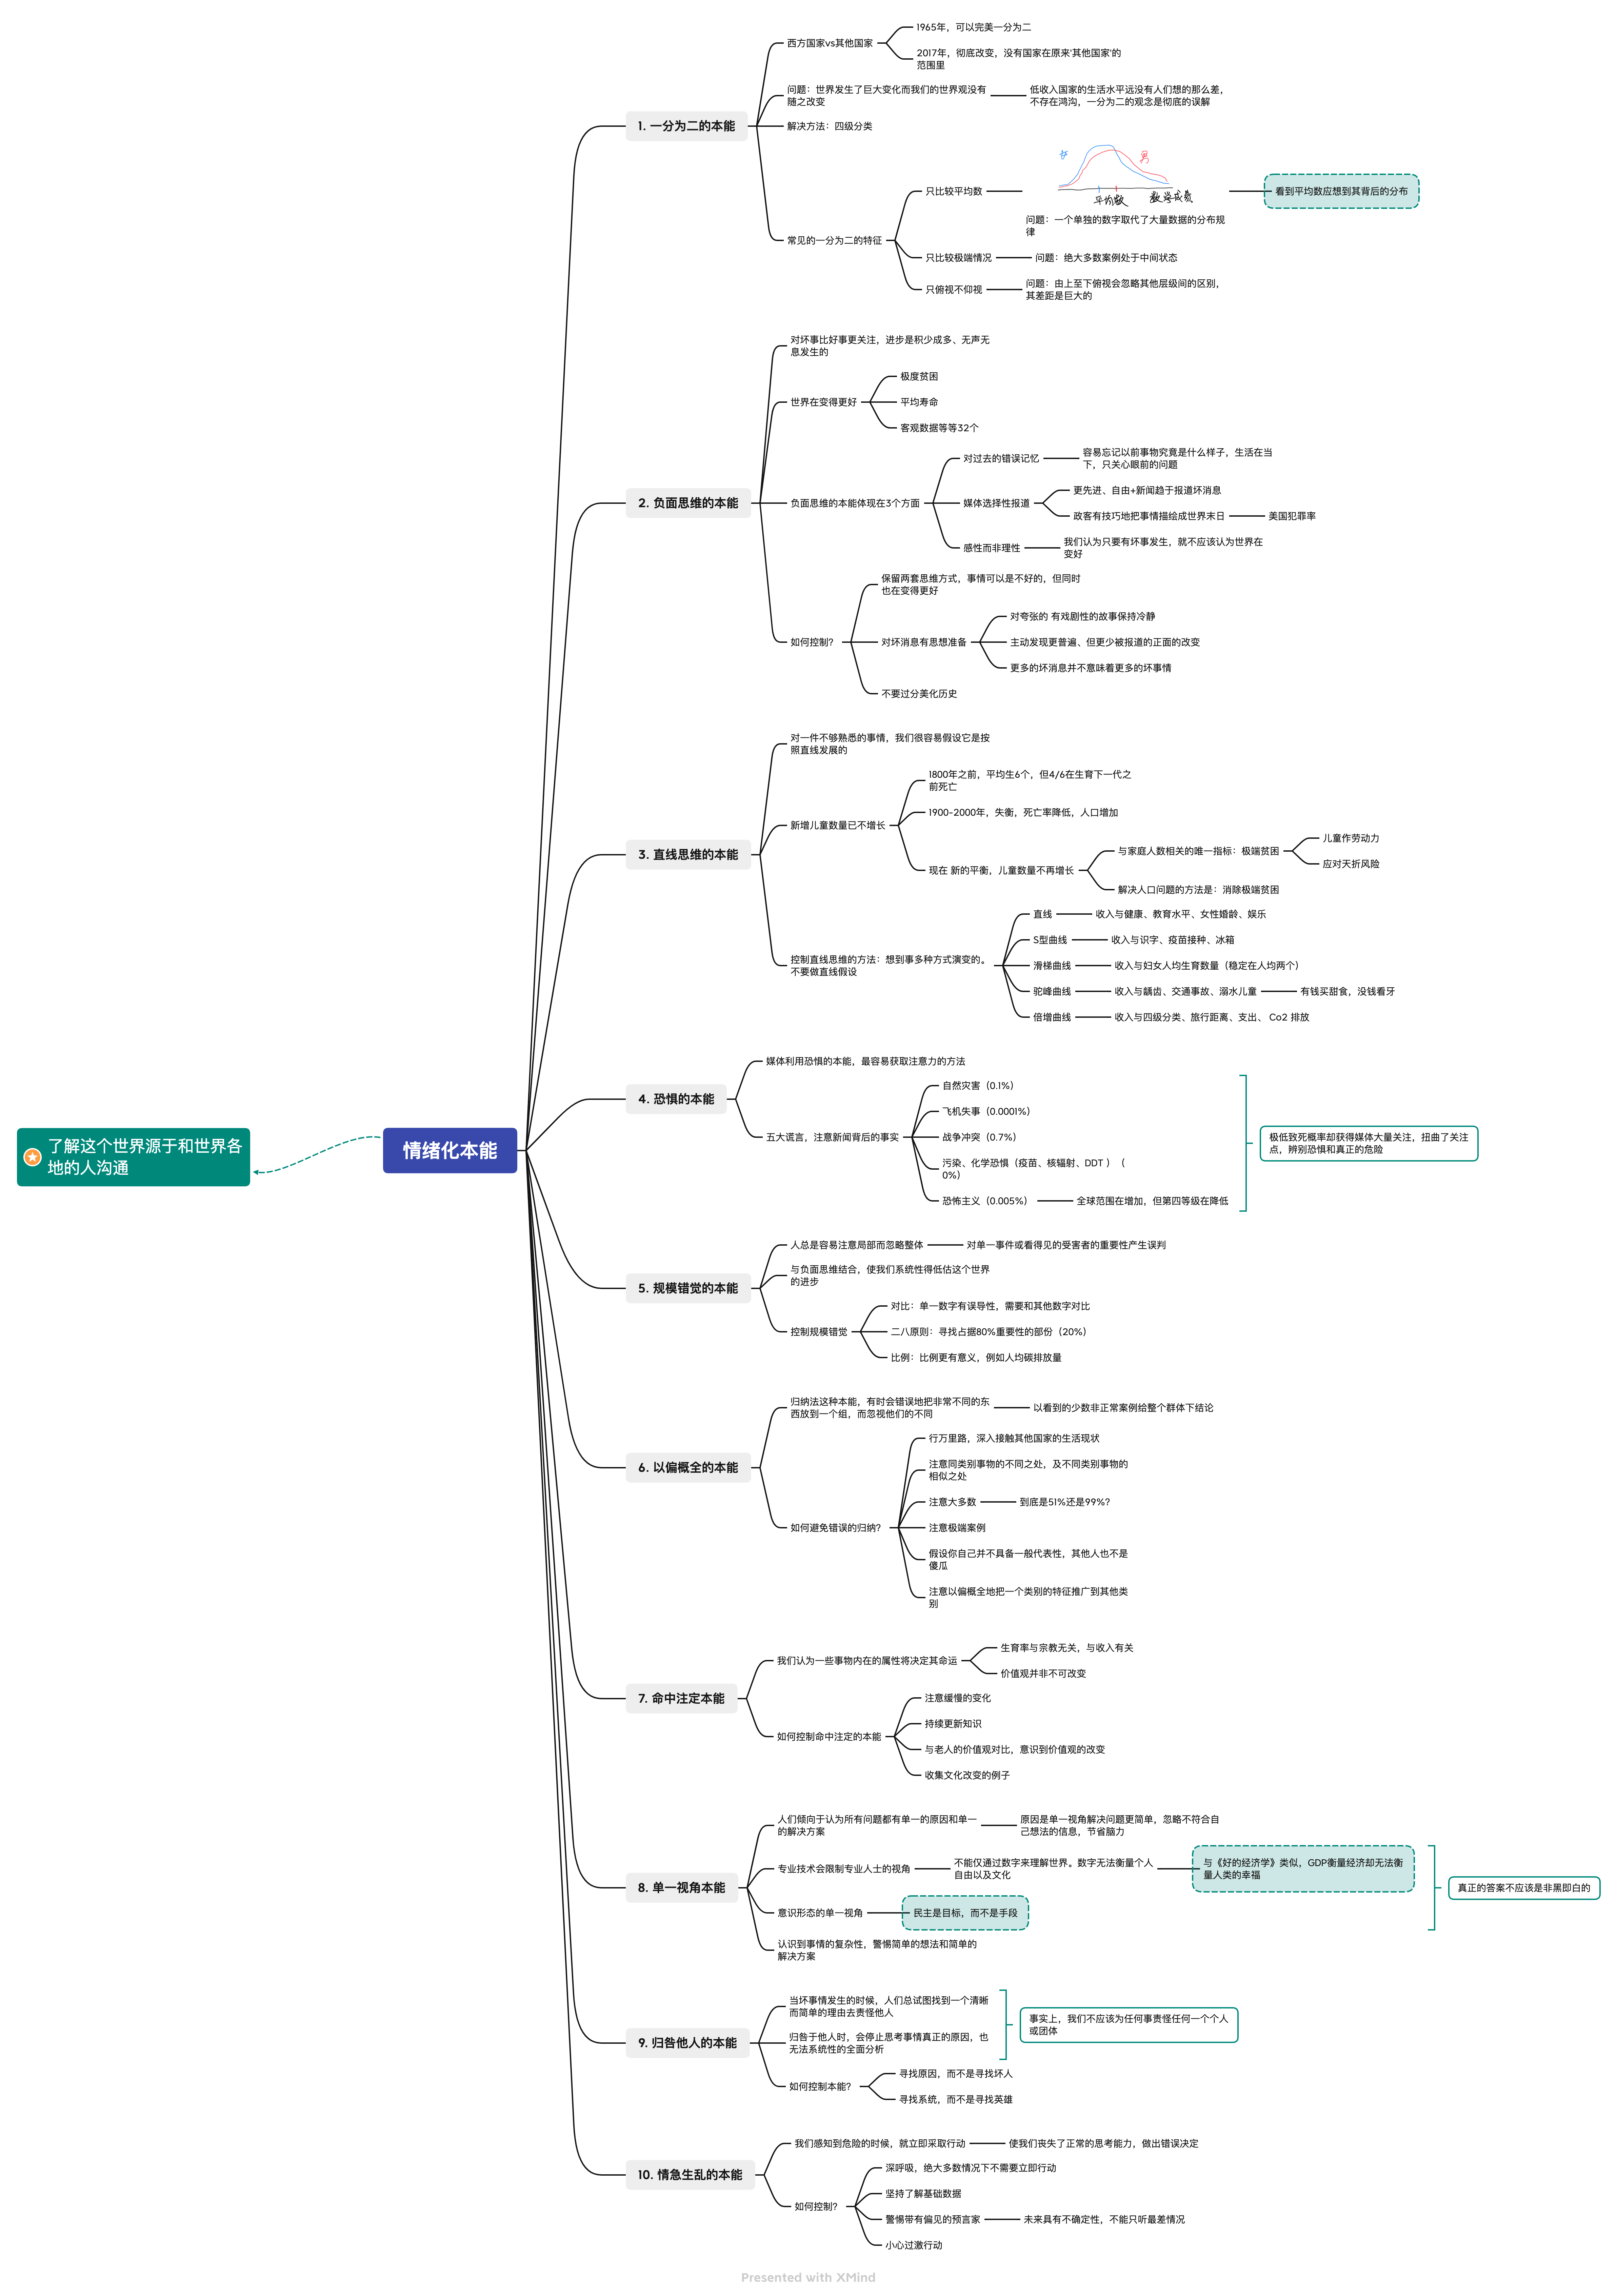 了解这个世界源于和世界各
地的人沟通
情绪化本能
1. 一分为二的本能
西方国家vs其他国家
1965年，可以完美一分为二
2017年，彻底改变，没有国家在原来'其他国家'的
范围里
问题：世界发生了巨大变化而我们的世界观没有
随之改变
低收入国家的生活水平远没有人们想的那么差，
不存在鸿沟，一分为二的观念是彻底的误解
解决方法：四级分类
常见的一分为二的特征
只比较平均数
女
男
平均数
数学成绩
问题：一个单独的数字取代了大量数据的分布规
律
看到平均数应想到其背后的分布
只比较极端情况
问题：绝大多数案例处于中间状态
只俯视不仰视
问题：由上至下俯视会忽略其他层级间的区别，
其差距是巨大的
2. 负面思维的本能
对坏事比好事更关注，进步是积少成多、无声无
息发生的
世界在变得更好
极度贫困
平均寿命
客观数据等等32个
负面思维的本能体现在3个方面
对过去的错误记忆
容易忘记以前事物究竟是什么样子，生活在当
下，只关心眼前的问题
媒体选择性报道
更先进、自由+新闻趋于报道坏消息
政客有技巧地把事情描绘成世界末日
美国犯罪率
感性而非理性
我们认为只要有坏事发生，就不应该认为世界在
变好
如何控制？
保留两套思维方式，事情可以是不好的，但同时
也在变得更好
对坏消息有思想准备
对夸张的 有戏剧性的故事保持冷静
主动发现更普遍、但更少被报道的正面的改变
更多的坏消息并不意味着更多的坏事情
不要过分美化历史
3. 直线思维的本能
对一件不够熟悉的事情，我们很容易假设它是按
照直线发展的
新增儿童数量已不增长
1800年之前，平均生6个，但4/6在生育下一代之
前死亡
1900-2000年，失衡，死亡率降低，人口增加
现在 新的平衡，儿童数量不再增长
与家庭人数相关的唯一指标：极端贫困
儿童作劳动力
应对夭折风险
解决人口问题的方法是：消除极端贫困
控制直线思维的方法：想到事多种方式演变的。
不要做直线假设
直线
收入与健康、教育水平、女性婚龄、娱乐
S型曲线
收入与识字、疫苗接种、冰箱
滑梯曲线
收入与妇女人均生育数量（稳定在人均两个）
驼峰曲线
收入与龋齿、交通事故、溺水儿童
有钱买甜食，没钱看牙
倍增曲线
收入与四级分类、旅行距离、支出、 Co2 排放
4. 恐惧的本能
媒体利用恐惧的本能，最容易获取注意力的方法
五大谎言，注意新闻背后的事实
自然灾害（0.1%）
飞机失事（0.0001%）
战争冲突（0.7%）
污染、化学恐惧（疫苗、核辐射、DDT ）（
0%）
恐怖主义（0.005%）
全球范围在增加，但第四等级在降低
极低致死概率却获得媒体大量关注，扭曲了关注
点，辨别恐惧和真正的危险
5. 规模错觉的本能
人总是容易注意局部而忽略整体
对单一事件或看得见的受害者的重要性产生误判
与负面思维结合，使我们系统性得低估这个世界
的进步
控制规模错觉
对比：单一数字有误导性，需要和其他数字对比
二八原则：寻找占据80%重要性的部份（20%）
比例：比例更有意义，例如人均碳排放量
6. 以偏概全的本能
归纳法这种本能，有时会错误地把非常不同的东
西放到一个组，而忽视他们的不同
以看到的少数非正常案例给整个群体下结论
如何避免错误的归纳？
行万里路，深入接触其他国家的生活现状
注意同类别事物的不同之处，及不同类别事物的
相似之处
注意大多数
到底是51%还是99%？
注意极端案例
假设你自己并不具备一般代表性，其他人也不是
傻瓜
注意以偏概全地把一个类别的特征推广到其他类
别
7. 命中注定本能
我们认为一些事物内在的属性将决定其命运
生育率与宗教无关，与收入有关
价值观并非不可改变
如何控制命中注定的本能
注意缓慢的变化
持续更新知识
与老人的价值观对比，意识到价值观的改变
收集文化改变的例子
8. 单一视角本能
人们倾向于认为所有问题都有单一的原因和单一
的解决方案
原因是单一视角解决问题更简单，忽略不符合自
己想法的信息，节省脑力
专业技术会限制专业人士的视角
不能仅通过数字来理解世界。数字无法衡量个人
自由以及文化
与《好的经济学》类似，GDP衡量经济却无法衡
量人类的幸福
意识形态的单一视角
民主是目标，而不是手段
认识到事情的复杂性，警惕简单的想法和简单的
解决方案
真正的答案不应该是非黑即白的
9. 归咎他人的本能
当坏事情发生的时候，人们总试图找到一个清晰
而简单的理由去责怪他人
归咎于他人时，会停止思考事情真正的原因，也
无法系统性的全面分析
事实上，我们不应该为任何事责怪任何一个个人
或团体
如何控制本能？
寻找原因，而不是寻找坏人
寻找系统，而不是寻找英雄
10. 情急生乱的本能
我们感知到危险的时候，就立即采取行动
使我们丧失了正常的思考能力，做出错误决定
如何控制？
深呼吸，绝大多数情况下不需要立即行动
坚持了解基础数据
警惕带有偏见的预言家
未来具有不确定性，不能只听最差情况
小心过激行动
Presented with XMind